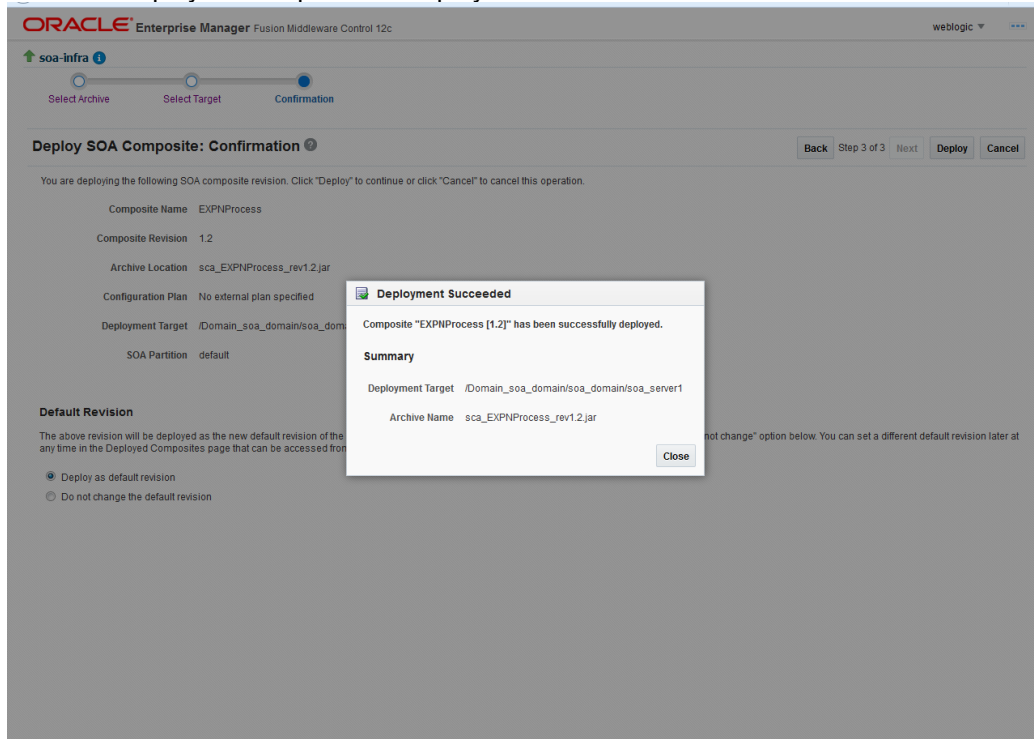 ORACLE Enterprise Manager Fusion Middleware Control 12c
weblogic
soa-infra
Select Archive Select Target Confirmation
Deploy SOA Composite: Confirmation
Back Step 3 of 3 Next Deploy Cancel
You are deploying the following SOA composite revision. Click "Deploy" to continue or click "Cancel" to cancel this operation.
Composite Name EXPNProcess
Composite Revision 1.2
Archive Location sca_EXPNProcess_rev1.2.jar
Configuration Plan No external plan specified
Deployment Target /Domain_soa_domain/soa_dom
SOA Partition default
Deployment Succeeded
Composite "EXPNProcess [1.2]" has been successfully deployed.
Summary
Deployment Target /Domain_soa_domain/soa_domain/soa_server1
Archive Name sca_EXPNProcess_rev1.2.jar
Close
Default Revision
The above revision will be deployed as the new default revision of the not change" option below. You can set a different default revision later at
any time in the Deployed Composites page that can be accessed from
Deploy as default revision
Do not change the default revision